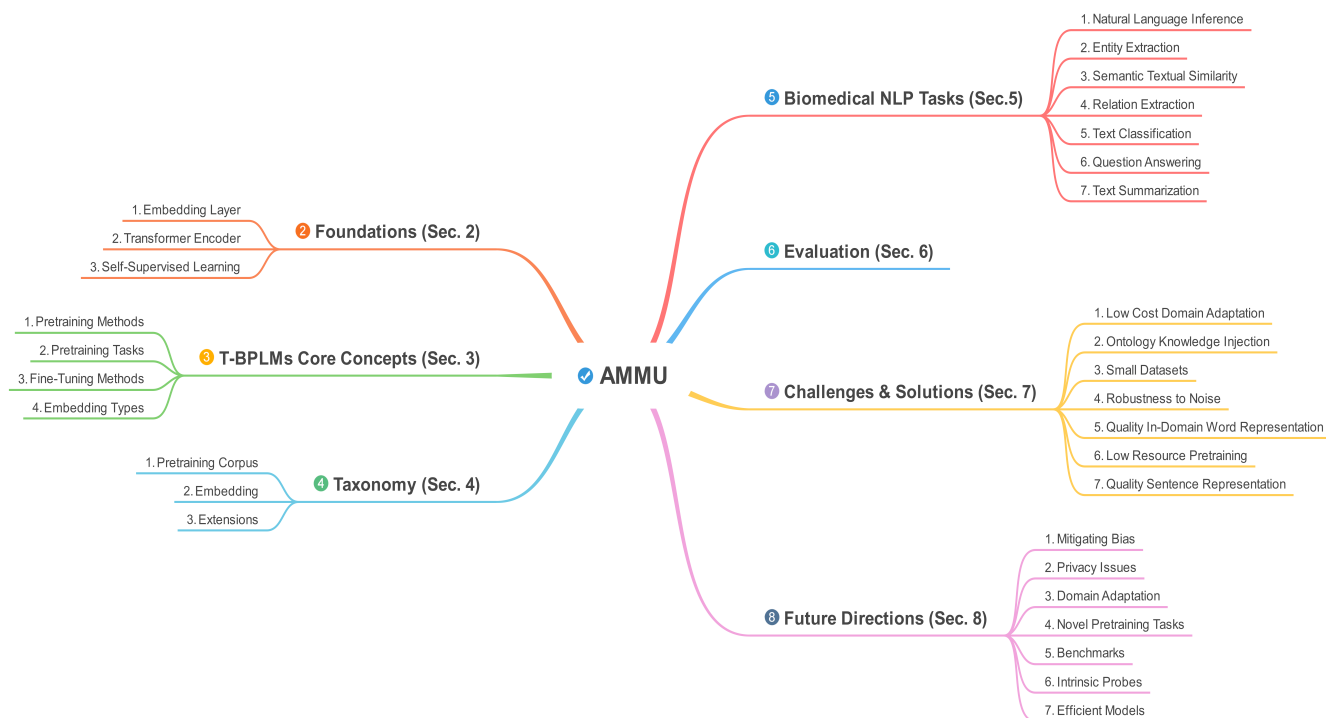 AMMU
2 Foundations (Sec. 2)
1. Embedding Layer
2. Transformer Encoder
3. Self-Supervised Learning
3 T-BPLMs Core Concepts (Sec. 3)
1. Pretraining Methods
2. Pretraining Tasks
3. Fine-Tuning Methods
4. Embedding Types
4 Taxonomy (Sec. 4)
1. Pretraining Corpus
2. Embedding
3. Extensions
5 Biomedical NLP Tasks (Sec.5)
1. Natural Language Inference
2. Entity Extraction
3. Semantic Textual Similarity
4. Relation Extraction
5. Text Classification
6. Question Answering
7. Text Summarization
6 Evaluation (Sec. 6)
7 Challenges & Solutions (Sec. 7)
1. Low Cost Domain Adaptation
2. Ontology Knowledge Injection
3. Small Datasets
4. Robustness to Noise
5. Quality In-Domain Word Representation
6. Low Resource Pretraining
7. Quality Sentence Representation
8 Future Directions (Sec. 8)
1. Mitigating Bias
2. Privacy Issues
3. Domain Adaptation
4. Novel Pretraining Tasks
5. Benchmarks
6. Intrinsic Probes
7. Efficient Models